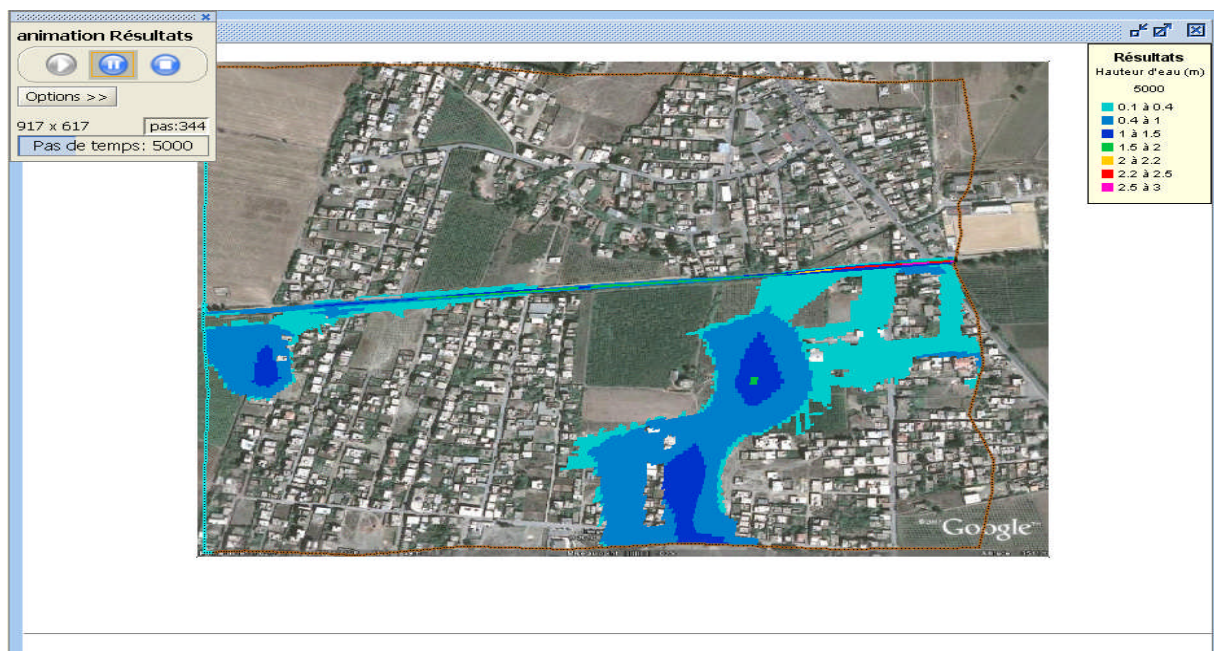 animation Résultats
Options >>
917 x 617
pas:344
Pas de temps: 5000
Résultats
Hauteur d'eau (m)
5000
0.1 à 0.4
0.4 à 1
1 à 1.5
1.5 à 2
2 à 2.2
2.2 à 2.5
2.5 à 3
Google™